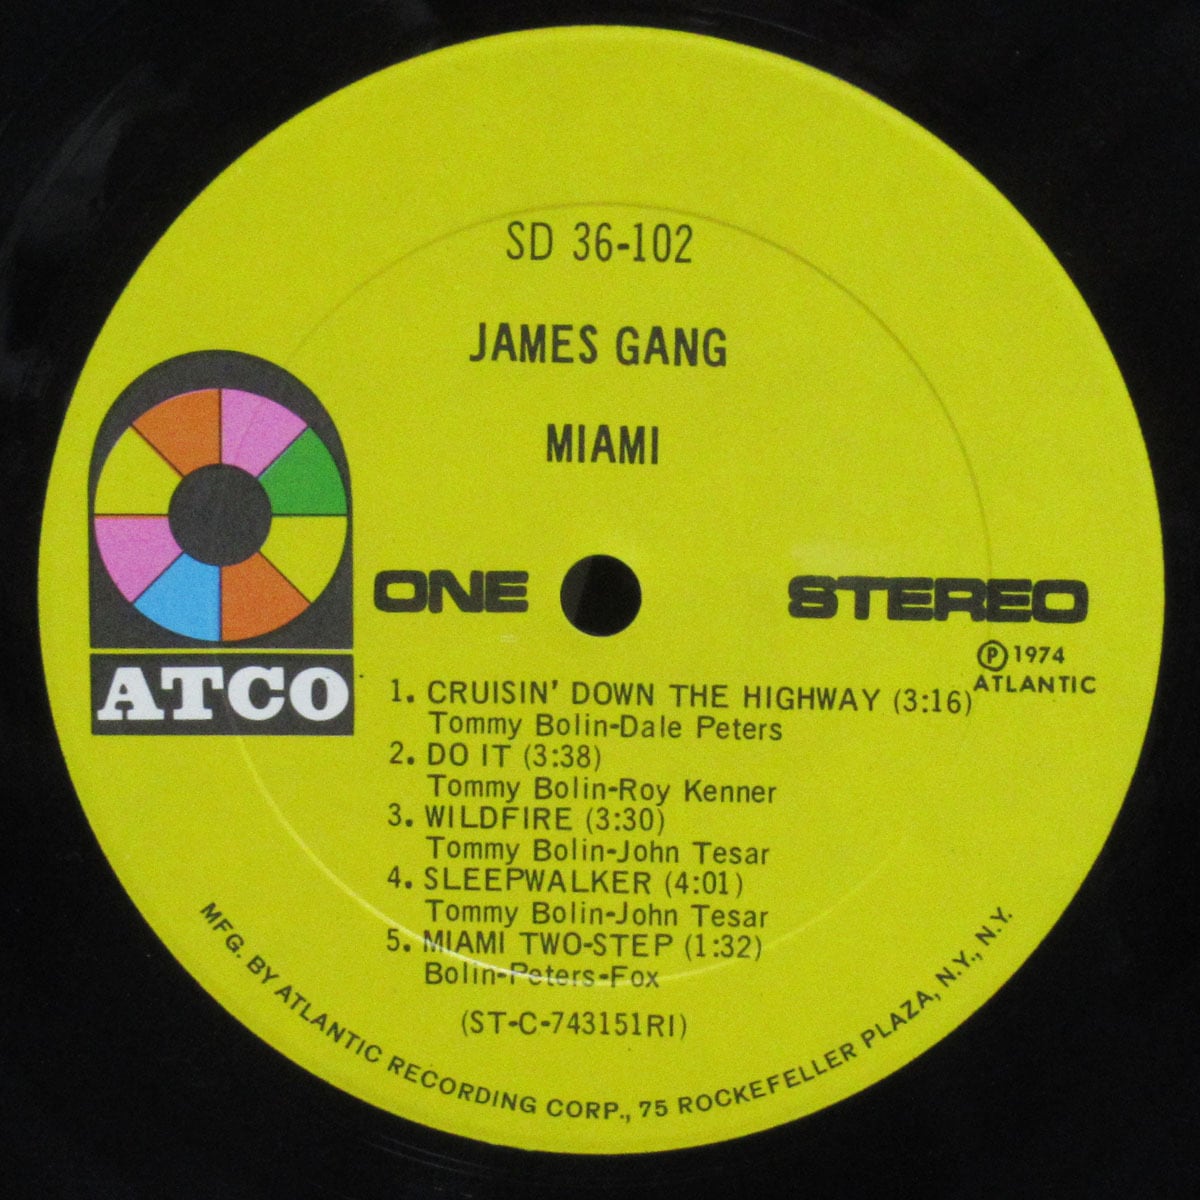 SD 36-102
JAMES GANG
MIAMI
ONE
STEREO
Ⓟ 1974
ATLANTIC
ATCO
1. CRUISIN' DOWN THE HIGHWAY (3:16)
Tommy Bolin-Dale Peters
2. DO IT (3:38)
Tommy Bolin-Roy Kenner
3. WILDFIRE (3:30)
Tommy Bolin-John Tesar
4. SLEEPWALKER (4:01)
Tommy Bolin-John Tesar
5. MIAMI TWO-STEP (1:32)
Bolin-Peters-Fox
(ST-C-743151RI)
MFG. BY ATLANTIC RECORDING CORP., 75 ROCKEFELLER PLAZA, N.Y., N.Y.